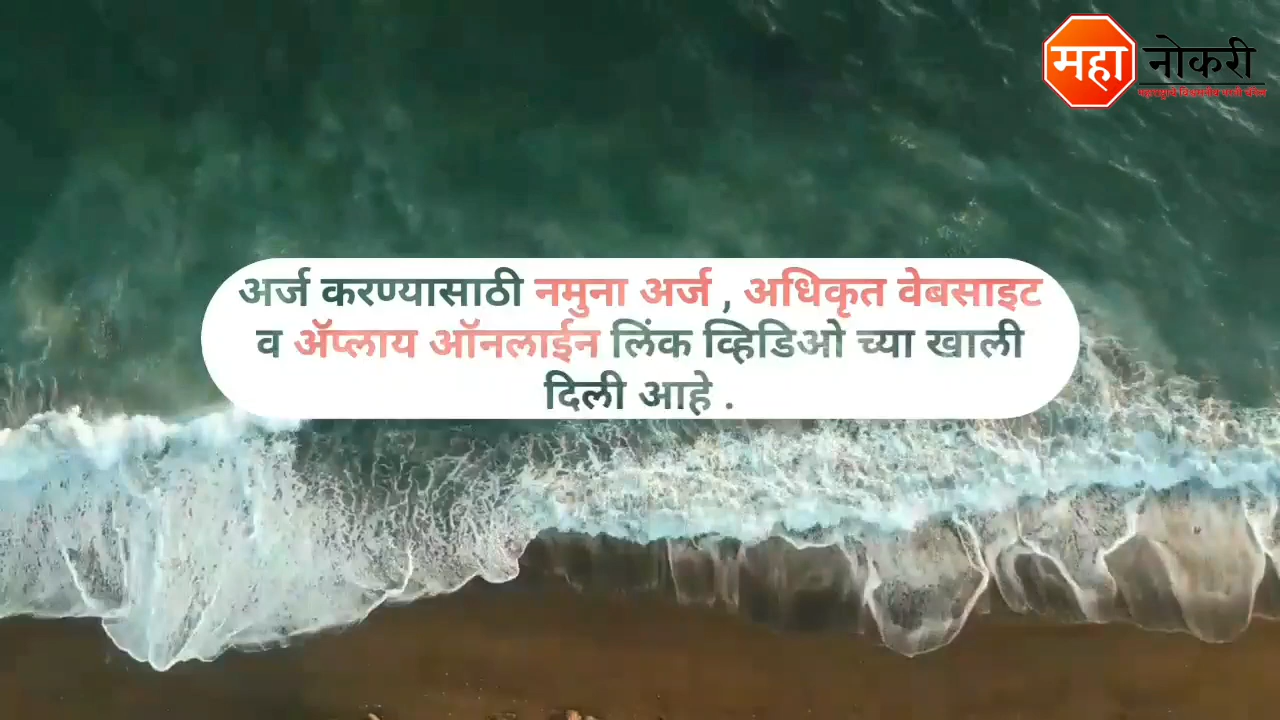 महा नोकरी
अर्ज करण्यासाठी नमुना अर्ज , अधिकृत वेबसाइट
व ॲप्लाय ऑनलाईन लिंक व्हिडिओ च्या खाली
दिली आहे .